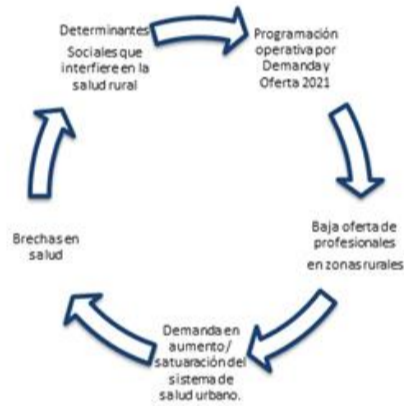 Determinantes
Sociales que
interfiere en la
salud rural
Programación
operativa por
Demanda y
Oferta 2021
Baja oferta de
profesionales
en zonas rurales
Demanda en
aumento/
satuaración del
sistema de
salud urbano.
Brechas en
salud